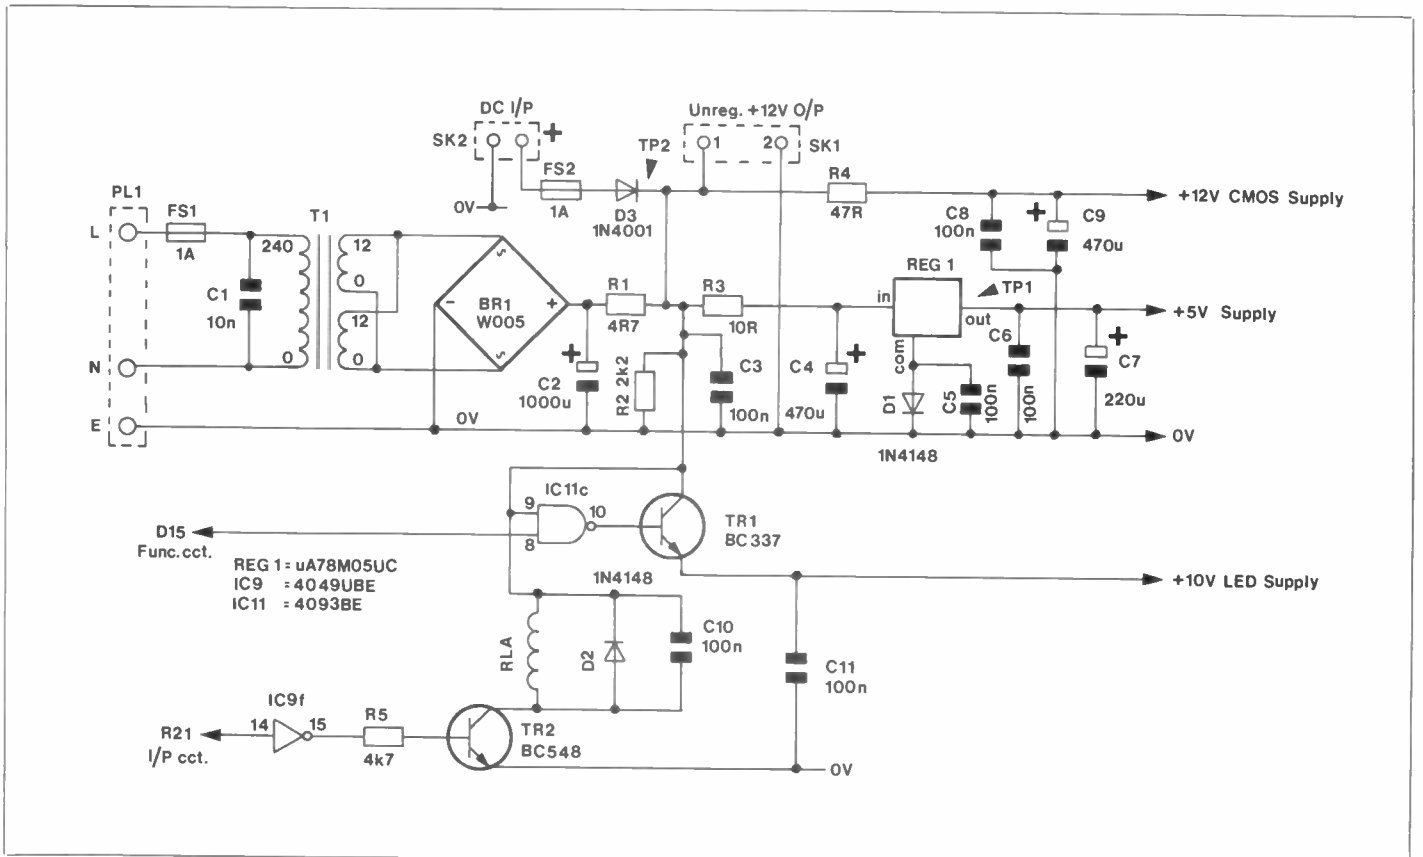 DC I/P
+
SK2
Unreg. +12V O/P
1
2
SK1
TP2
FS2
1A
D3
1N4001
0V
R4
47R
+12V CMOS Supply
C8
100n
+
C9
470u
PL1
L
N
E
FS1
1A
C1
10n
T1
240
0
12
0
12
0
~
~
-
+
BR1
W005
R1
4R7
R3
10R
REG 1
in
out
com
TP1
+5V Supply
+
C2
1000u
R2 2k2
C3
100n
+
C4
470u
D1
1N4148
C5
100n
C6
100n
+
C7
220u
0V
0V
IC11c
9
8
10
TR1
BC337
D15
Func.cct.
REG 1 = uA78M05UC
IC9 = 4049UBE
IC11 = 4093BE
+10V LED Supply
1N4148
RLA
D2
C10
100n
C11
100n
R21
I/P cct.
IC9f
14
15
R5
4k7
TR2
BC548
0V